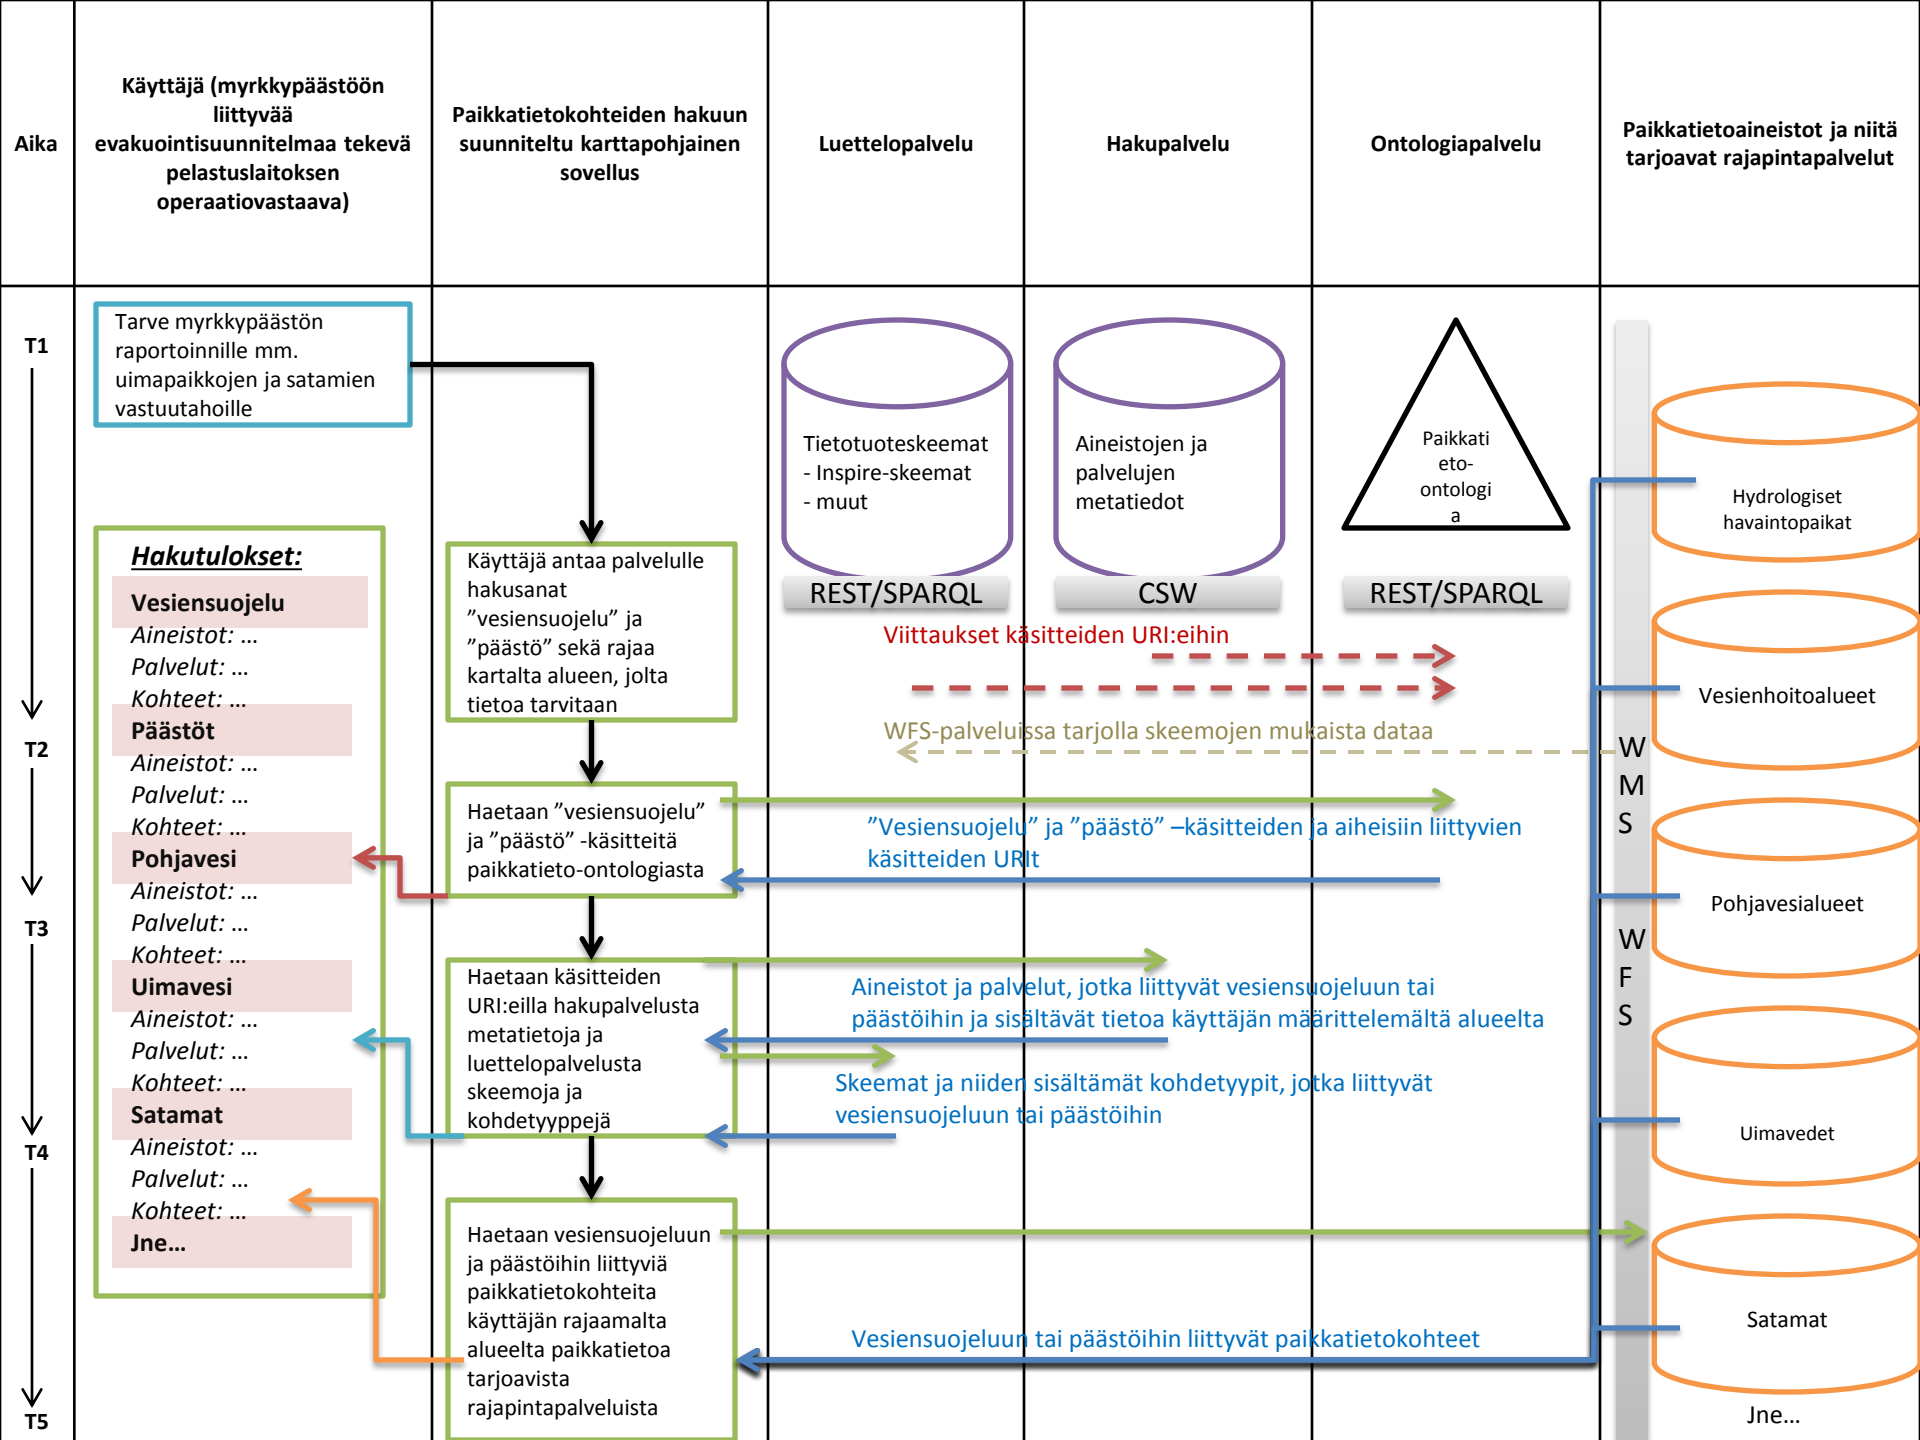 Aika
Käyttäjä (myrkkypäästöön
liittyvää
evakuointisuunnitelmaa tekevä
pelastuslaitoksen
operaatiovastaava)
Paikkatietokohteiden hakuun
suunniteltu karttapohjainen
sovellus
Luettelopalvelu
Hakupalvelu
Ontologiapalvelu
Paikkatietoaineistot ja niitä
tarjoavat rajapintapalvelut
T1
T2
T3
T4
T5
Tarve myrkkypäästön
raportoinnille mm.
uimapaikkojen ja satamien
vastuutahoille
Hakutulokset:
Vesiensuojelu
Aineistot: …
Palvelut: …
Kohteet: …
Päästöt
Aineistot: …
Palvelut: …
Kohteet: …
Pohjavesi
Aineistot: …
Palvelut: …
Kohteet: …
Uimavesi
Aineistot: …
Palvelut: …
Kohteet: …
Satamat
Aineistot: …
Palvelut: …
Kohteet: …
Jne…
Käyttäjä antaa palvelulle
hakusanat
”vesiensuojelu” ja
”päästö” sekä rajaa
kartalta alueen, jolta
tietoa tarvitaan
Haetaan ”vesiensuojelu”
ja ”päästö” -käsitteitä
paikkatieto-ontologiasta
Haetaan käsitteiden
URI:eilla hakupalvelusta
metatietoja ja
luettelopalvelusta
skeemoja ja
kohdetyyppejä
Haetaan vesiensuojeluun
ja päästöihin liittyviä
paikkatietokohteita
käyttäjän rajaamalta
alueelta paikkatietoa
tarjoavista
rajapintapalveluista
Tietotuoteskeemat
- Inspire-skeemat
- muut
REST/SPARQL
Aineistojen ja
palvelujen
metatiedot
CSW
Paikkati
eto-
ontologi
a
REST/SPARQL
Viittaukset käsitteiden URI:eihin
WFS-palveluissa tarjolla skeemojen mukaista dataa
”Vesiensuojelu” ja ”päästö” –käsitteiden ja aiheisiin liittyvien
käsitteiden URIt
Aineistot ja palvelut, jotka liittyvät vesiensuojeluun tai
päästöihin ja sisältävät tietoa käyttäjän määrittelemältä alueelta
Skeemat ja niiden sisältämät kohdetyypit, jotka liittyvät
vesiensuojeluun tai päästöihin
Vesiensuojeluun tai päästöihin liittyvät paikkatietokohteet
W
M
S
W
F
S
Hydrologiset
havaintopaikat
Vesienhoitoalueet
Pohjavesialueet
Uimavedet
Satamat
Jne…